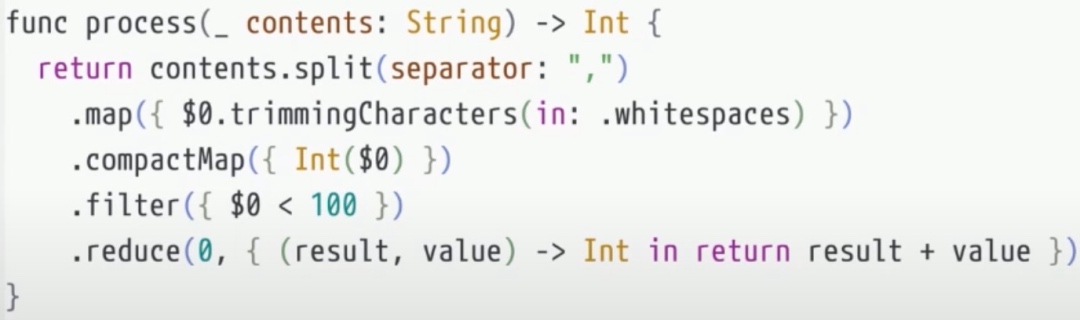 func process(_ contents: String) -> Int {
  return contents.split(separator: ",")
    .map({ $0.trimmingCharacters(in: .whitespaces) })
    .compactMap({ Int($0) })
    .filter({ $0 < 100 })
    .reduce(0, { (result, value) -> Int in return result + value })
}